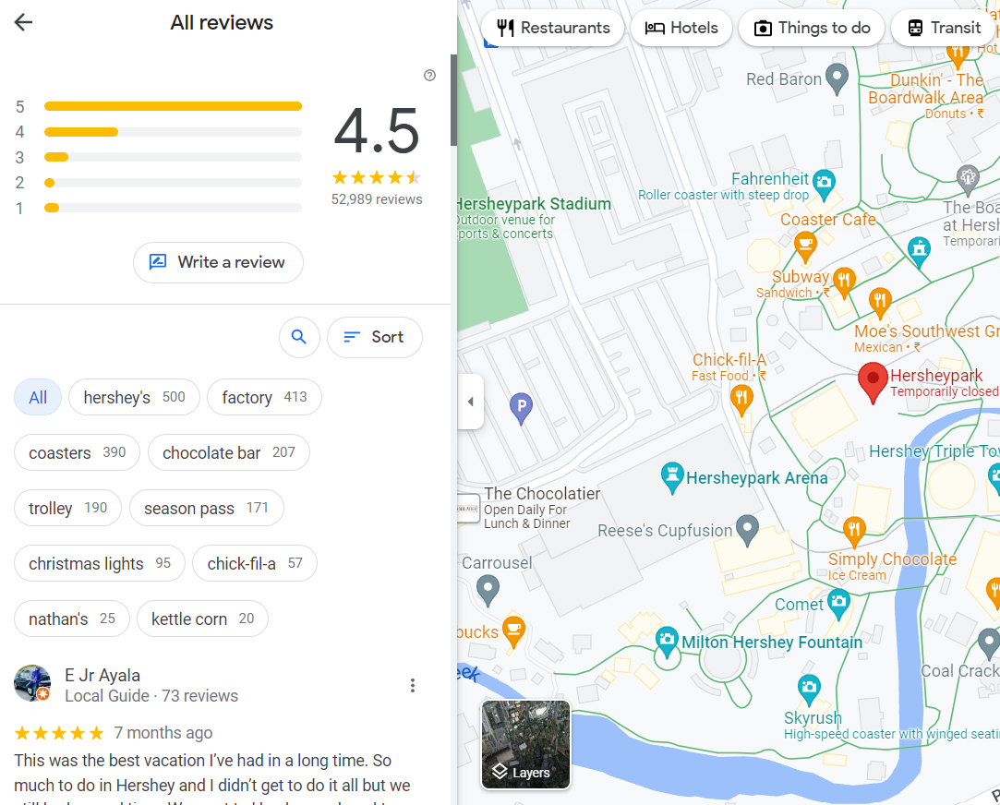 All reviews
5
4
3
2
1
4.5
52,989 reviews
Write a review
Sort
All
hershey's 500
factory 413
coasters 390
chocolate bar 207
trolley 190
season pass 171
christmas lights 95
chick-fil-a 57
nathan's 25
kettle corn 20
E Jr Ayala
Local Guide · 73 reviews
7 months ago
This was the best vacation I've had in a long time. So
much to do in Hershey and I didn't get to do it all but we
Restaurants
Hotels
Things to do
Transit
Red Baron
Dunkin' - The
Boardwalk Area
Donuts • ₹
Fahrenheit
Roller coaster with steep drop
Hersheypark Stadium
utdoor venue for
ports & concerts
Coaster Cafe
The Boa
at Hersh
Temporari
Subway
Sandwich • ₹
Moe's Southwest Gr
Mexican • ₹
Chick-fil-A
Fast Food • ₹
Hersheypark
Temporarily closed
P
Hershey Triple Tow
Hersheypark Arena
The Chocolatier
Open Daily For
Lunch & Dinner
Reese's Cupfusion
Carrousel
Simply Chocolate
Ice Cream
Comet
bucks
Milton Hershey Fountain
Coal Crack
eek
Skyrush
High-speed coaster with winged seati
Layers